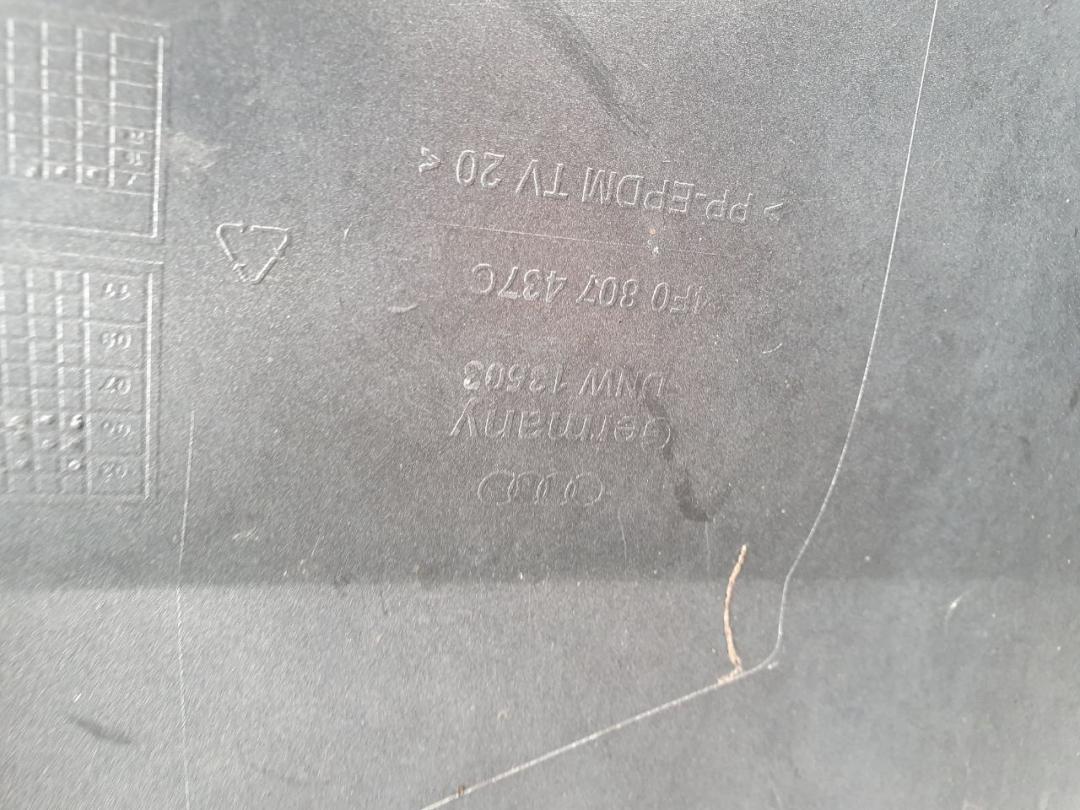 Germany
DNW 13503
4F0 807 437C
> PP-EPDM TV 20 <